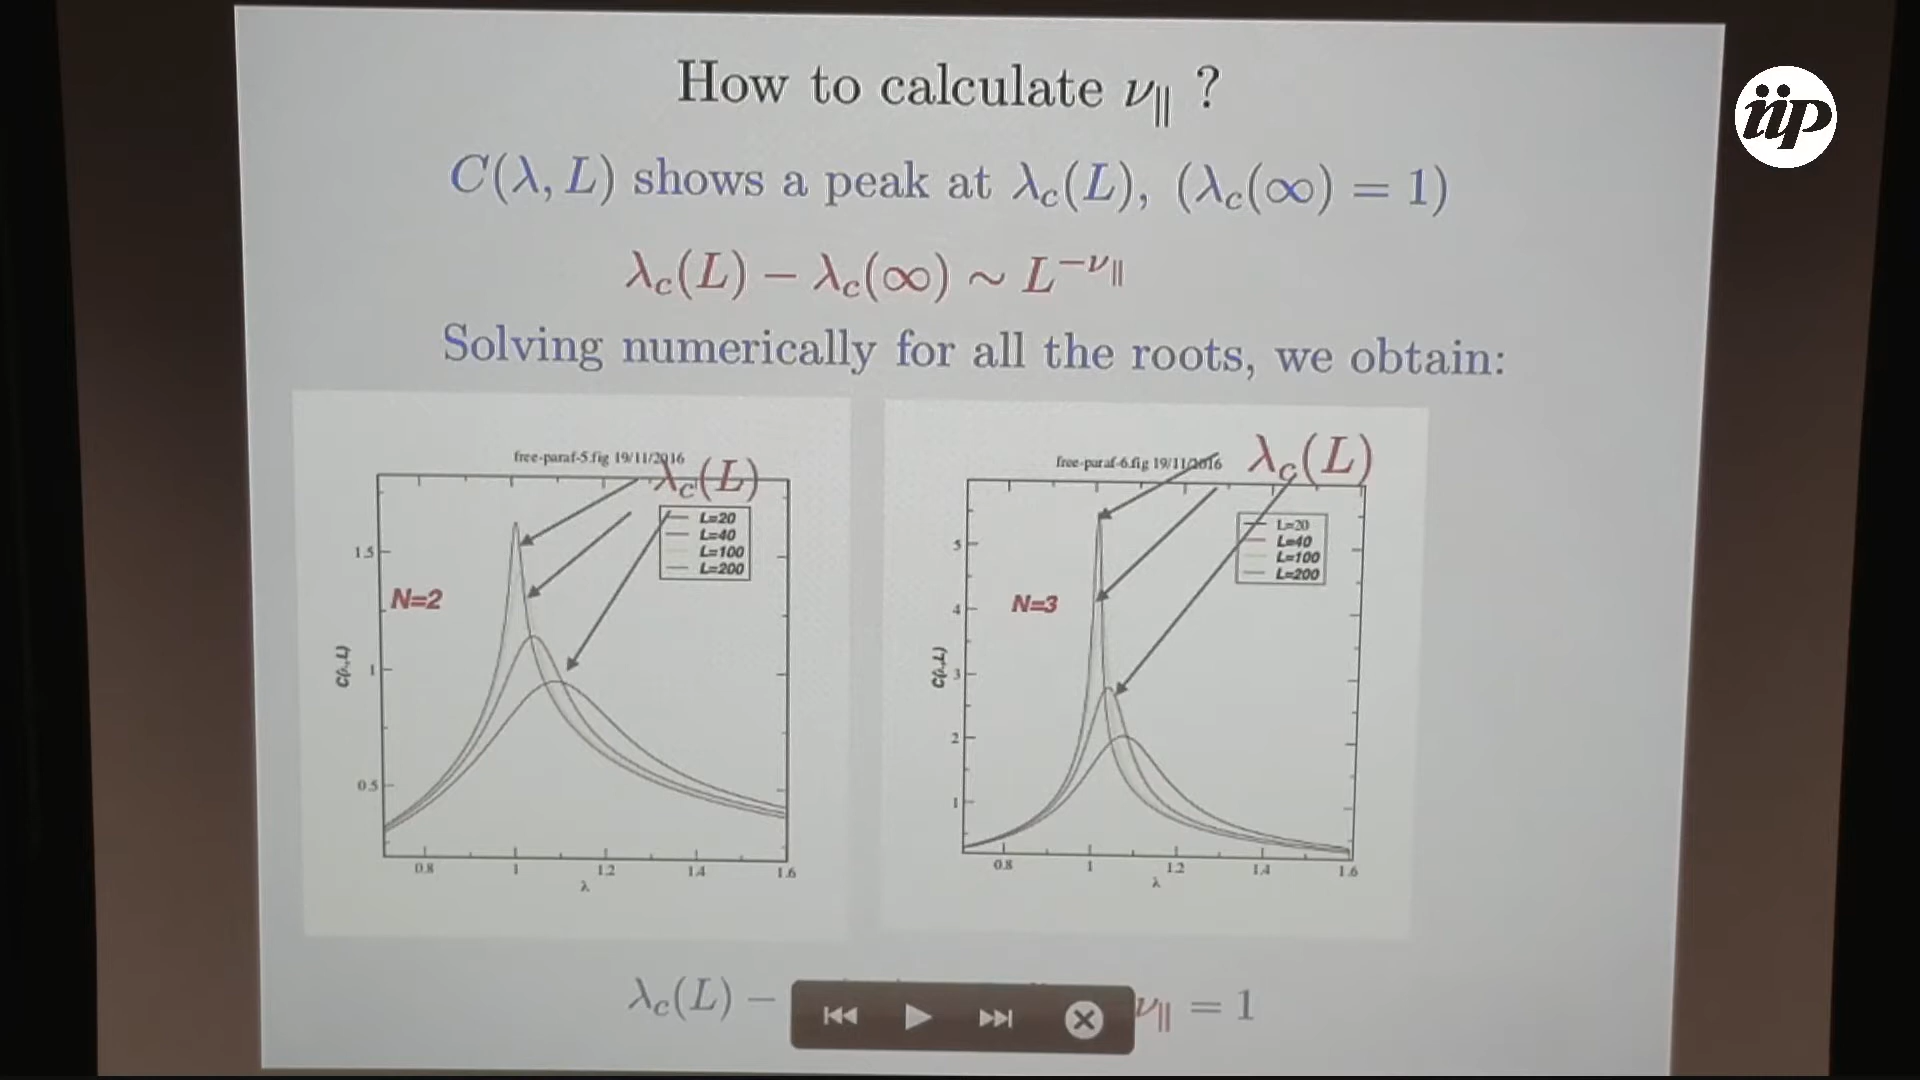 How to calculate ν∥ ?
iip
C(λ, L) shows a peak at λc(L), (λc(∞) = 1)
λc(L) − λc(∞) ∼ L^−ν∥
Solving numerically for all the roots, we obtain:
free-paraf-5.fig 19/11/2016
λc(L)
L=20
L=40
L=100
L=200
N=2
1.5
1
0.5
C(λ,L)
0.8 1 1.2 1.4 1.6
λ
free-paraf-6.fig 19/11/2016
λc(L)
L=20
L=40
L=100
L=200
N=3
5
4
3
2
1
C(λ,L)
0.8 1 1.2 1.4 1.6
λ
λc(L) − ν∥ = 1